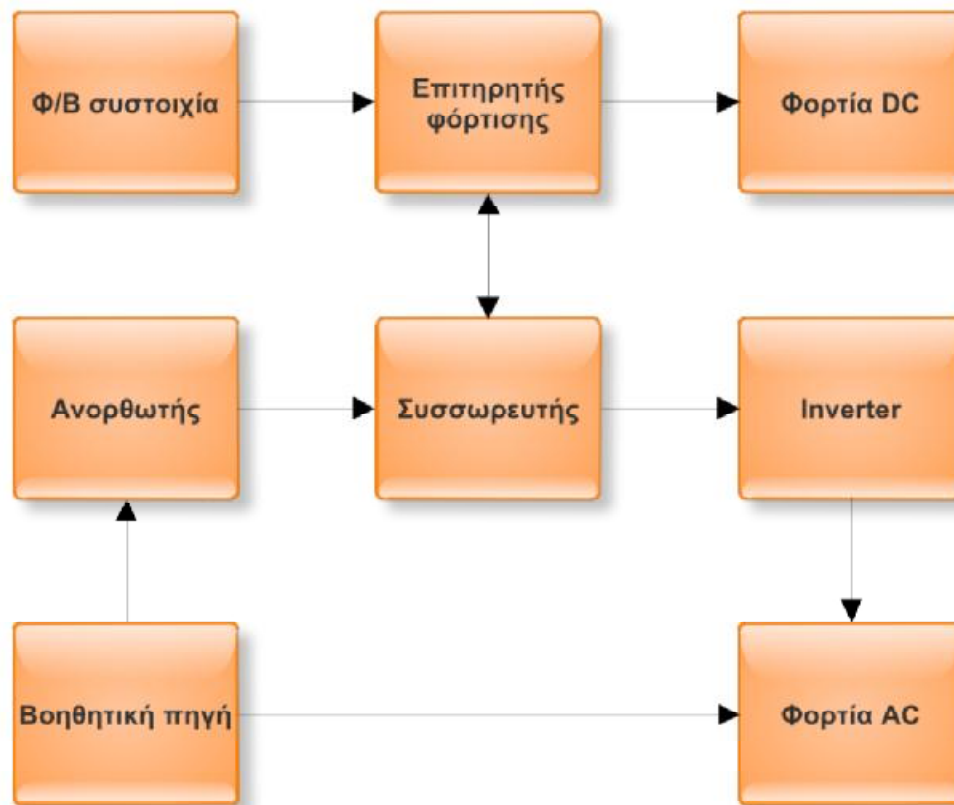 Φ/Β συστοιχία
Επιτηρητής
φόρτισης
Φορτία DC
Ανορθωτής
Συσσωρευτής
Inverter
Βοηθητική πηγή
Φορτία AC